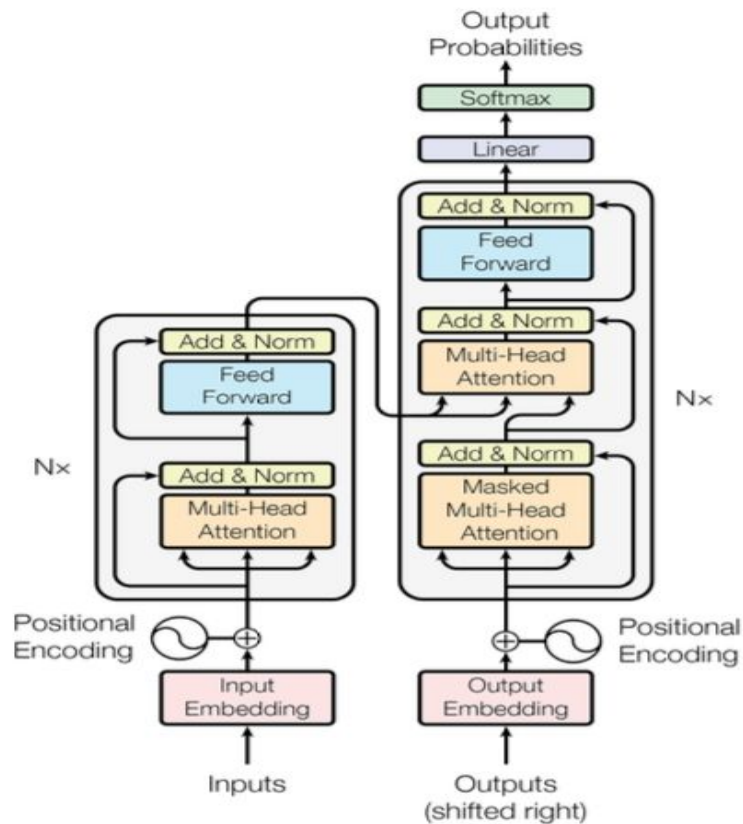 Output
Probabilities
Softmax
Linear
Add & Norm
Feed
Forward
Add & Norm
Multi-Head
Attention
Add & Norm
Masked
Multi-Head
Attention
Nx
Add & Norm
Feed
Forward
Nx
Add & Norm
Multi-Head
Attention
Positional
Encoding
Positional
Encoding
Input
Embedding
Output
Embedding
Inputs
Outputs
(shifted right)